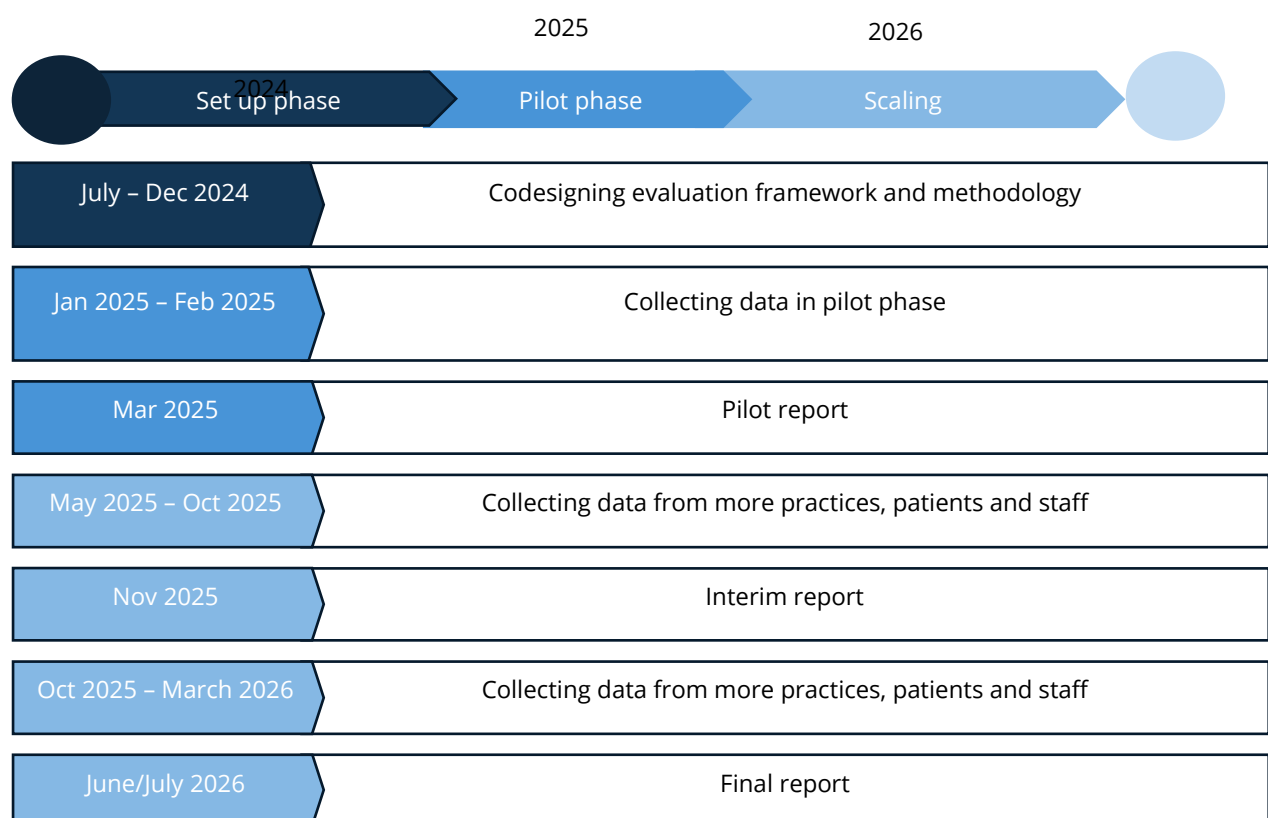 2025
2026
2024
Set up phase
Pilot phase
Scaling
July – Dec 2024
Codesigning evaluation framework and methodology
Jan 2025 – Feb 2025
Collecting data in pilot phase
Mar 2025
Pilot report
May 2025 – Oct 2025
Collecting data from more practices, patients and staff
Nov 2025
Interim report
Oct 2025 – March 2026
Collecting data from more practices, patients and staff
June/July 2026
Final report